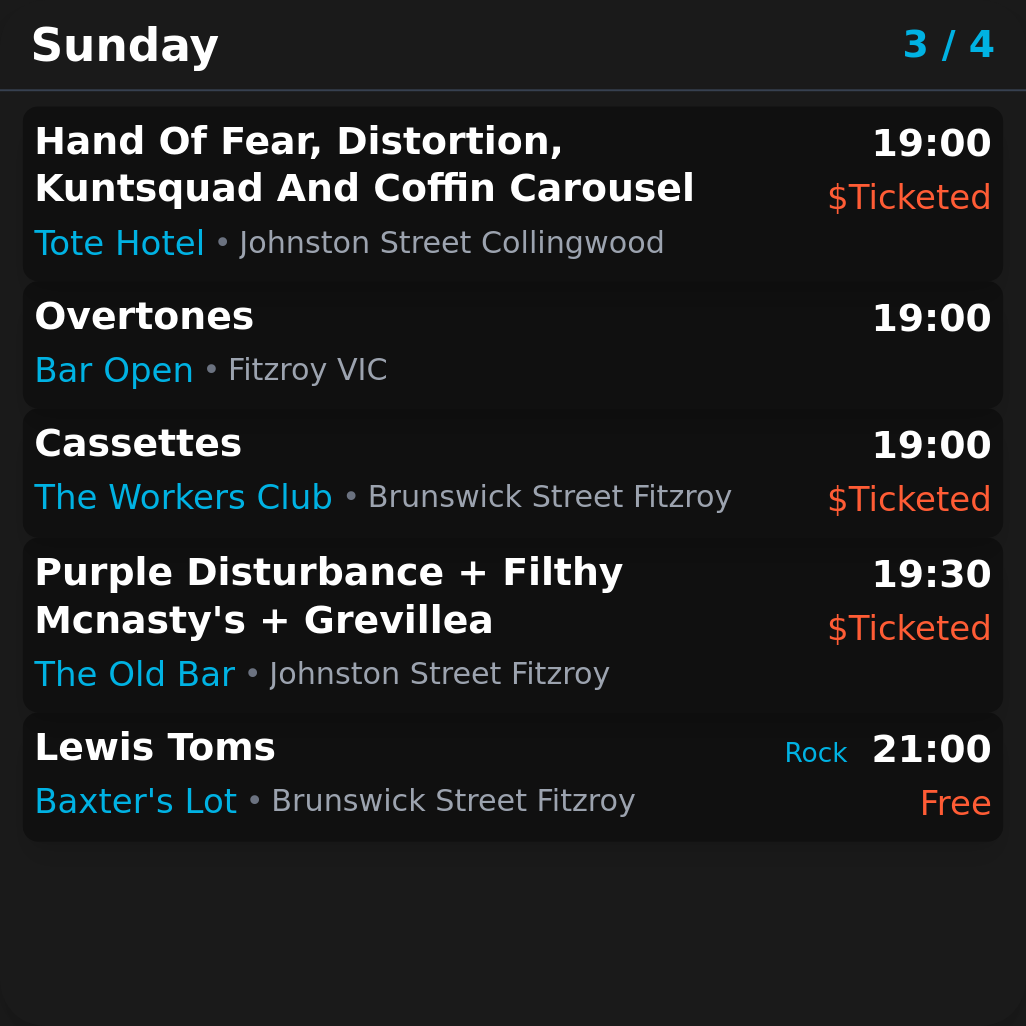 Sunday 3 / 4
Hand Of Fear, Distortion, 19:00
Kuntsquad And Coffin Carousel $Ticketed
Tote Hotel • Johnston Street Collingwood
Overtones 19:00
Bar Open • Fitzroy VIC
Cassettes 19:00
The Workers Club • Brunswick Street Fitzroy $Ticketed
Purple Disturbance + Filthy 19:30
Mcnasty's + Grevillea $Ticketed
The Old Bar • Johnston Street Fitzroy
Lewis Toms Rock 21:00
Baxter's Lot • Brunswick Street Fitzroy Free